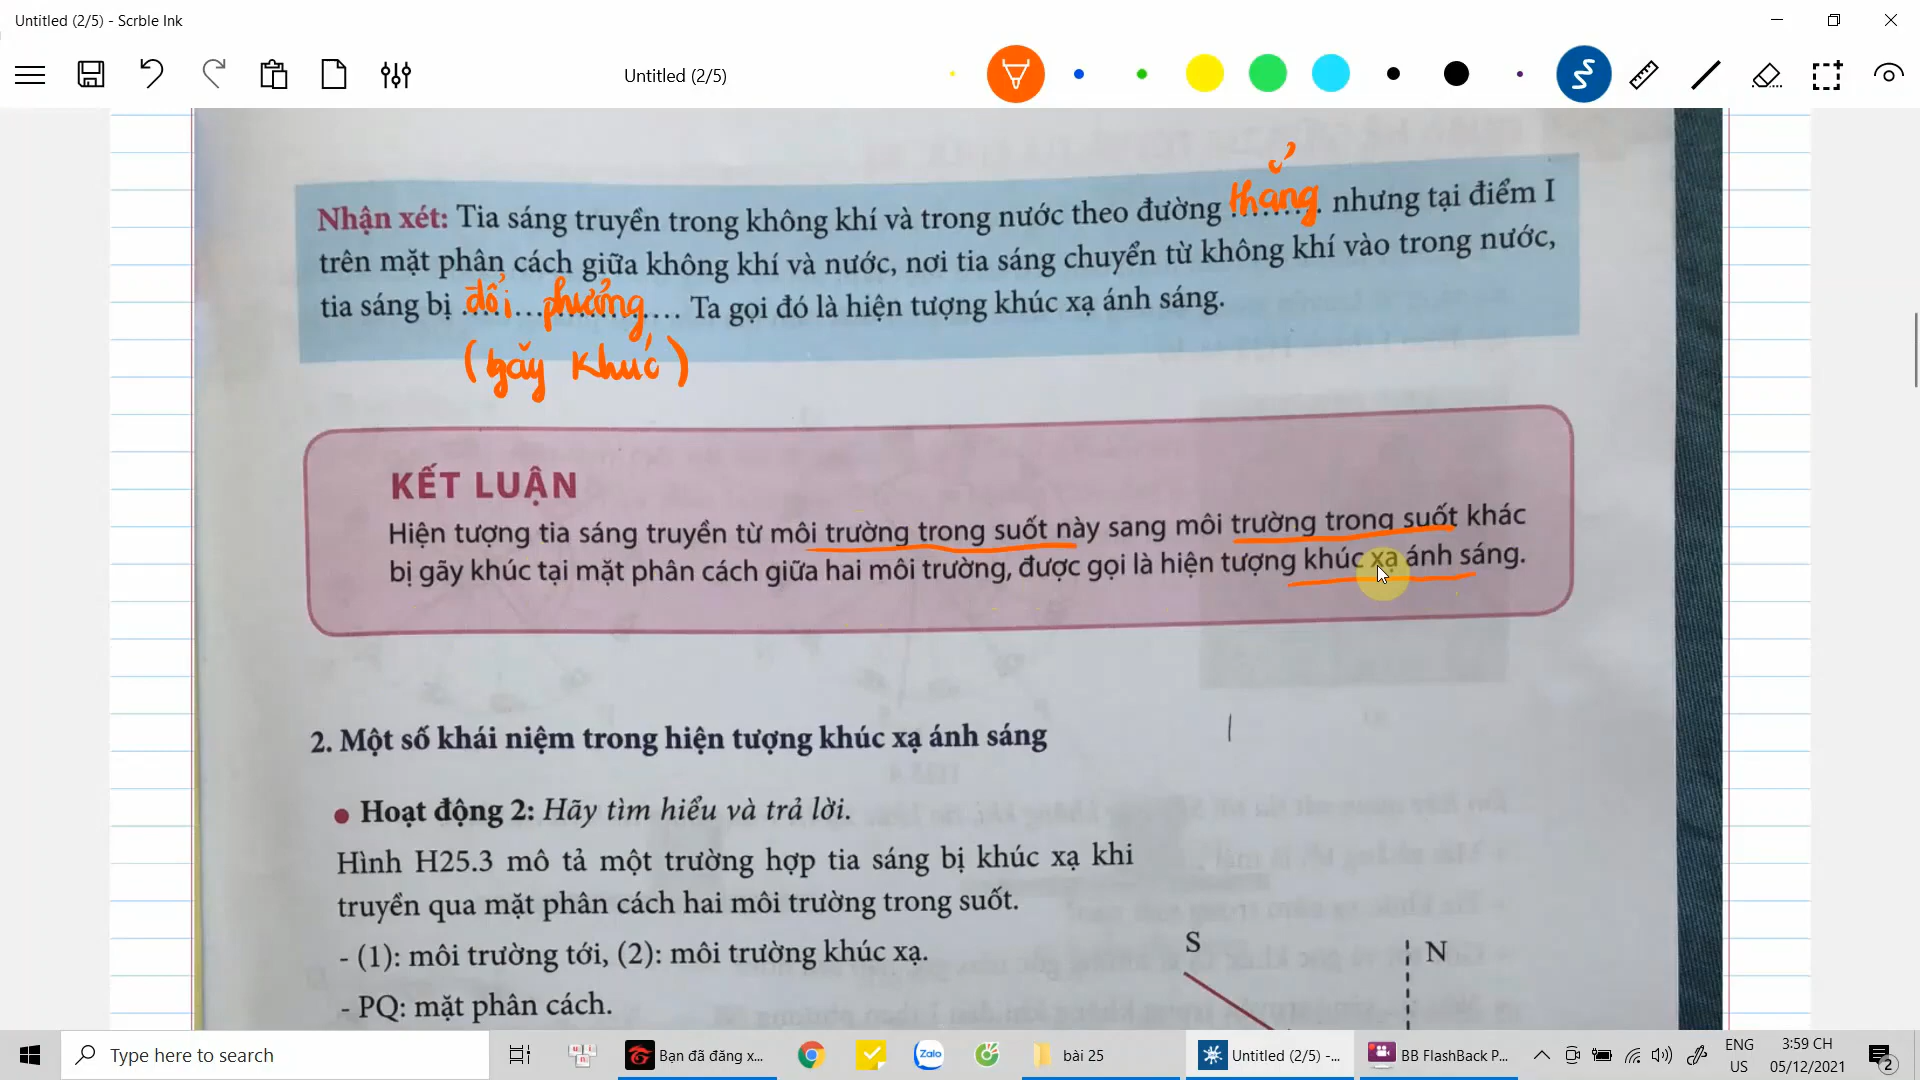 Untitled (2/5) - Scrble Ink
Untitled (2/5)
Nhận xét: Tia sáng truyền trong không khí và trong nước theo đường thẳng nhưng tại điểm I
trên mặt phân cách giữa không khí và nước, nơi tia sáng chuyển từ không khí vào trong nước,
tia sáng bị đổi phương Ta gọi đó là hiện tượng khúc xạ ánh sáng.
(gãy khúc)
KẾT LUẬN
Hiện tượng tia sáng truyền từ môi trường trong suốt này sang môi trường trong suốt khác
bị gãy khúc tại mặt phân cách giữa hai môi trường, được gọi là hiện tượng khúc xạ ánh sáng.
2. Một số khái niệm trong hiện tượng khúc xạ ánh sáng
Hoạt động 2: Hãy tìm hiểu và trả lời.
Hình H25.3 mô tả một trường hợp tia sáng bị khúc xạ khi
truyền qua mặt phân cách hai môi trường trong suốt.
- (1): môi trường tới, (2): môi trường khúc xạ.
- PQ: mặt phân cách.
S
N
Type here to search
Bạn đã đăng x...
Zalo
bài 25
Untitled (2/5) -...
BB FlashBack P...
ENG
US
3:59 CH
05/12/2021
2